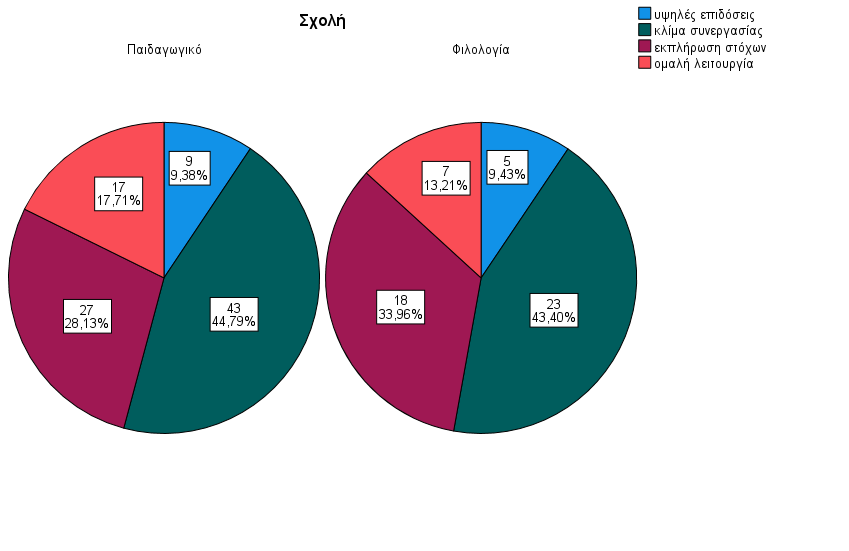 Σχολή
Παιδαγωγικό
Φιλολογία
υψηλές επιδόσεις
κλίμα συνεργασίας
εκπλήρωση στόχων
ομαλή λειτουργία
9
9,38%
43
44,79%
27
28,13%
17
17,71%
5
9,43%
23
43,40%
18
33,96%
7
13,21%